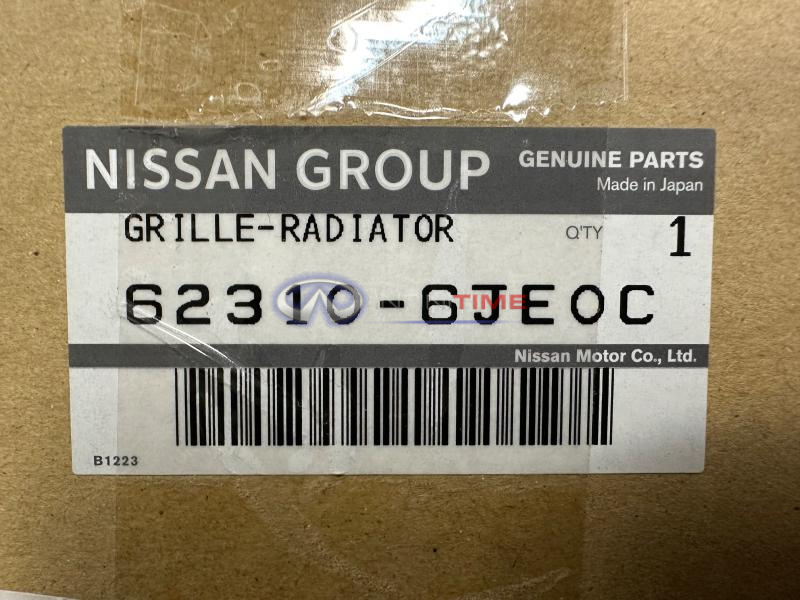 NISSAN GROUP
GENUINE PARTS
Made in Japan
GRILLE-RADIATOR
Q'TY 1
62310-6JE0C
TIME
Nissan Motor Co., Ltd.
B1223